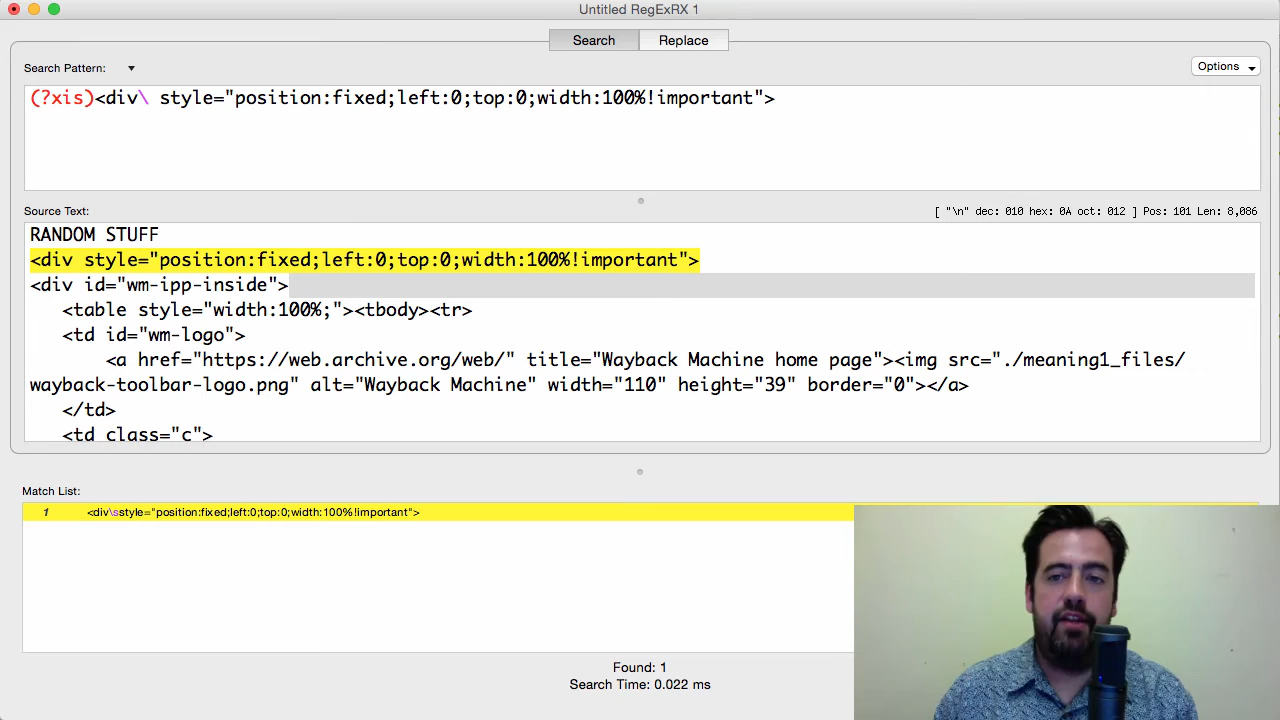 Untitled RegExRX 1
Search Replace
Search Pattern:
Options
(?xis)<div\ style="position:fixed;left:0;top:0;width:100%!important">
Source Text:
[ "\n" dec: 010 hex: 0A oct: 012 ] Pos: 101 Len: 8,086
RANDOM STUFF
<div style="position:fixed;left:0;top:0;width:100%!important">
<div id="wm-ipp-inside">
<table style="width:100%;"><tbody><tr>
<td id="wm-logo">
<a href="https://web.archive.org/web/" title="Wayback Machine home page"><img src="./meaning1_files/
wayback-toolbar-logo.png" alt="Wayback Machine" width="110" height="39" border="0"></a>
</td>
<td class="c">
Match List:
1 <div\sstyle="position:fixed;left:0;top:0;width:100%!important">
Found: 1
Search Time: 0.022 ms